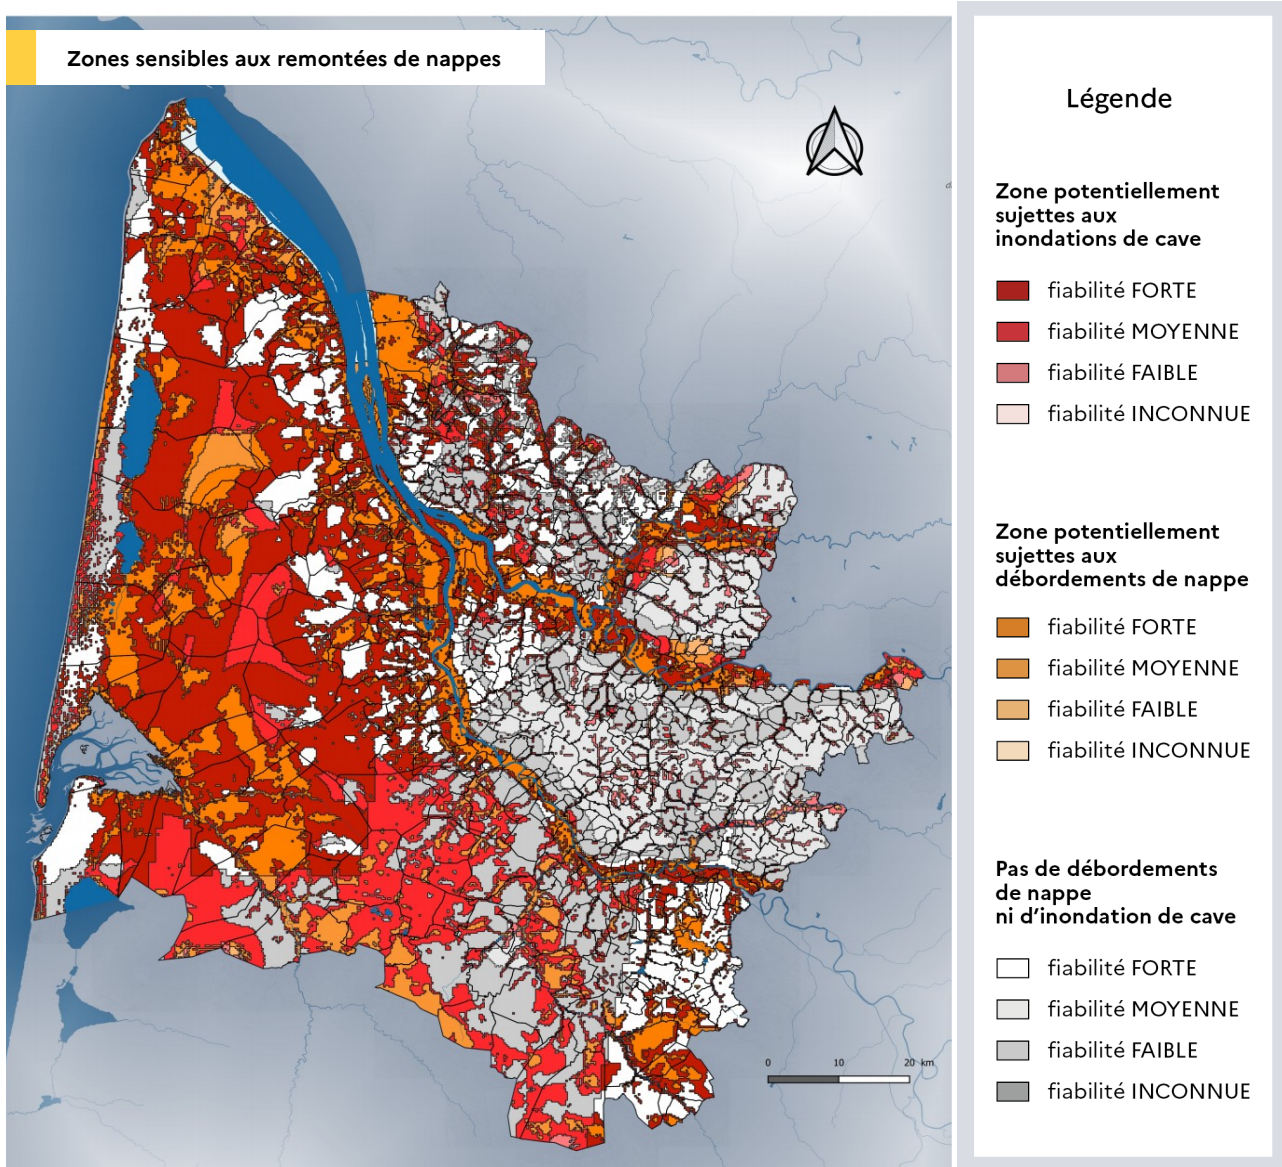 Zones sensibles aux remontées de nappes
Légende
Zone potentiellement
sujettes aux
inondations de cave
fiabilité FORTE
fiabilité MOYENNE
fiabilité FAIBLE
fiabilité INCONNUE
Zone potentiellement
sujettes aux
débordements de nappe
fiabilité FORTE
fiabilité MOYENNE
fiabilité FAIBLE
fiabilité INCONNUE
Pas de débordements
de nappe
ni d'inondation de cave
fiabilité FORTE
fiabilité MOYENNE
fiabilité FAIBLE
fiabilité INCONNUE
0 10 20 km